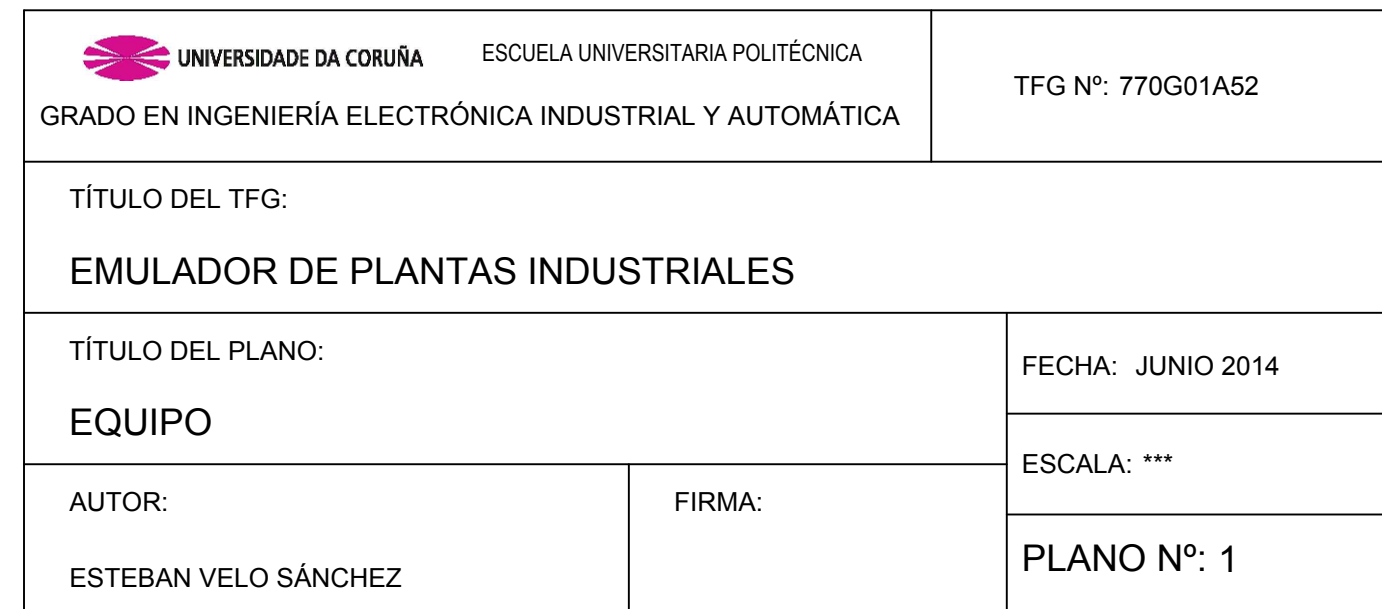 UNIVERSIDADE DA CORUÑA ESCUELA UNIVERSITARIA POLITÉCNICA
GRADO EN INGENIERÍA ELECTRÓNICA INDUSTRIAL Y AUTOMÁTICA
TFG Nº: 770G01A52
TÍTULO DEL TFG:
EMULADOR DE PLANTAS INDUSTRIALES
TÍTULO DEL PLANO:
EQUIPO
FECHA: JUNIO 2014
ESCALA: ***
AUTOR:
ESTEBAN VELO SÁNCHEZ
FIRMA:
PLANO Nº: 1